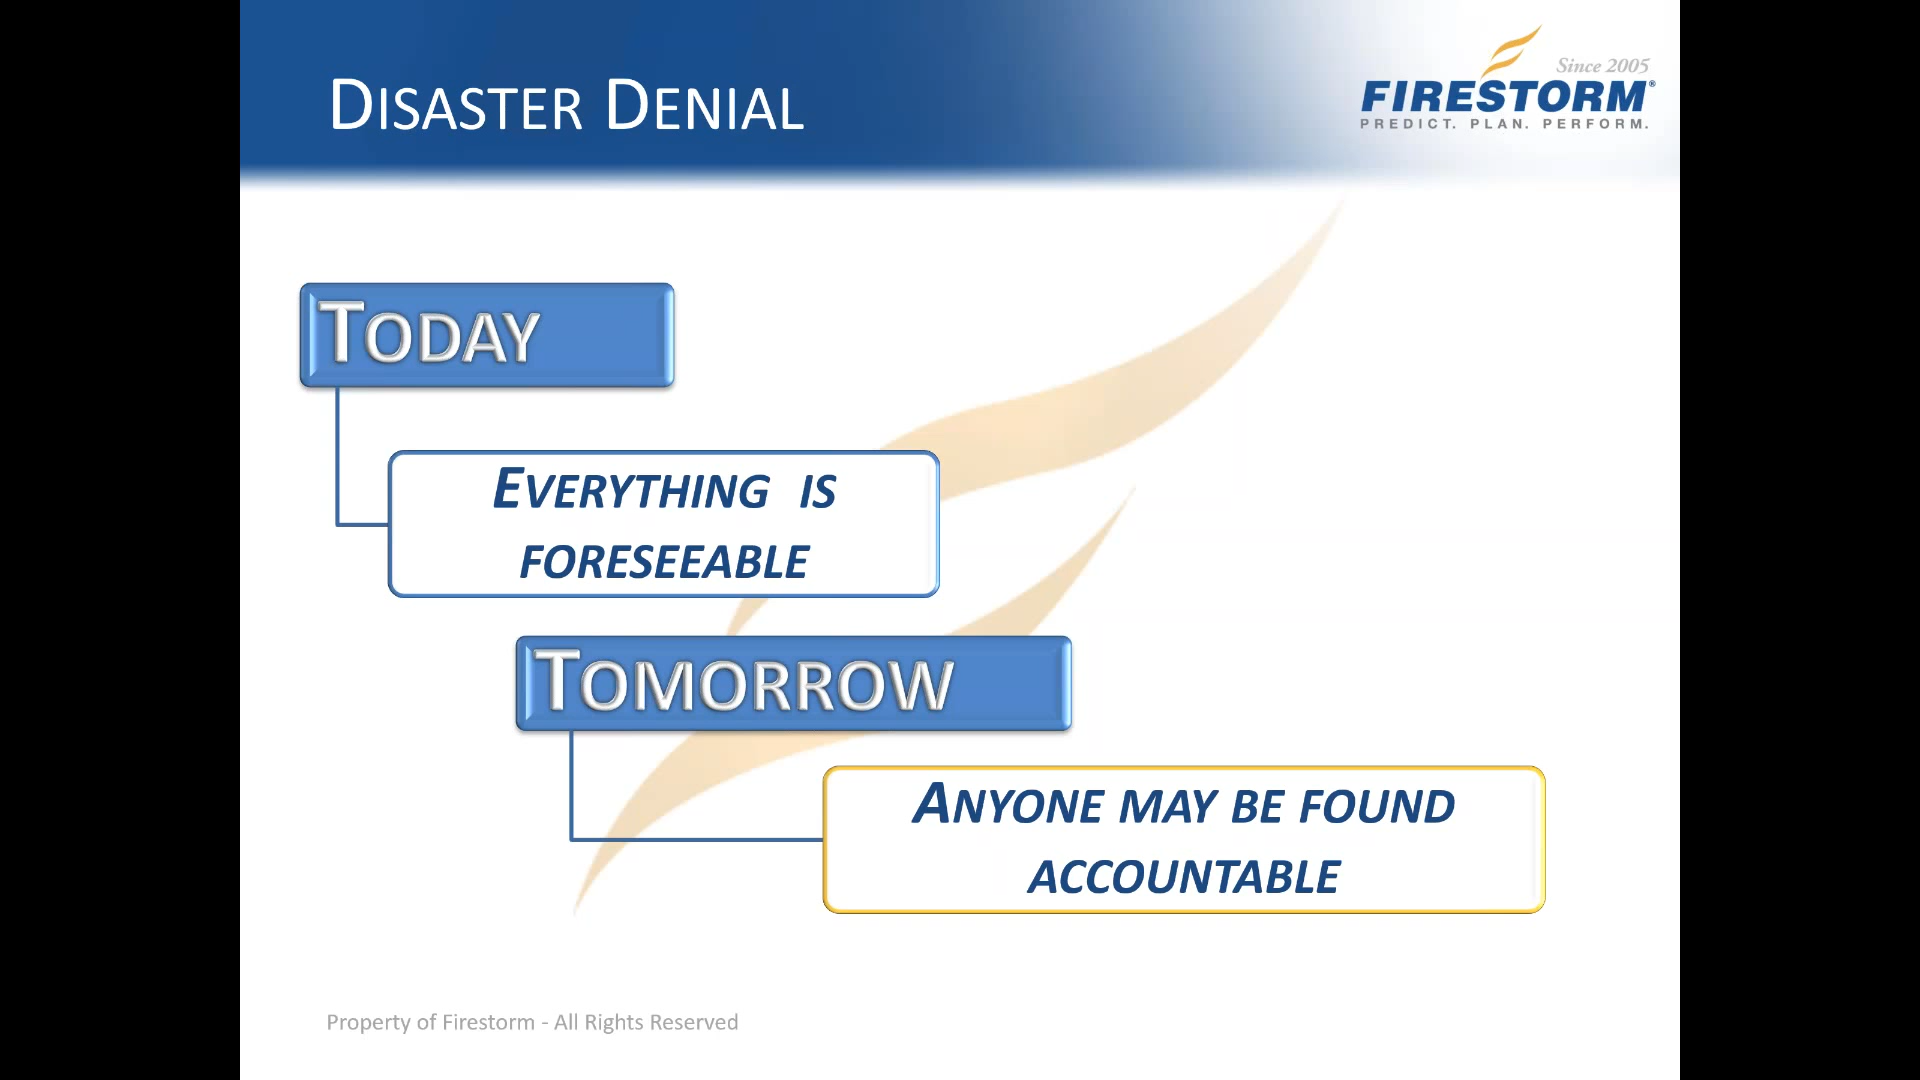 DISASTER DENIAL
Since 2005
FIRESTORM®
PREDICT. PLAN. PERFORM.
TODAY
EVERYTHING IS
FORESEEABLE
TOMORROW
ANYONE MAY BE FOUND
ACCOUNTABLE
Property of Firestorm - All Rights Reserved